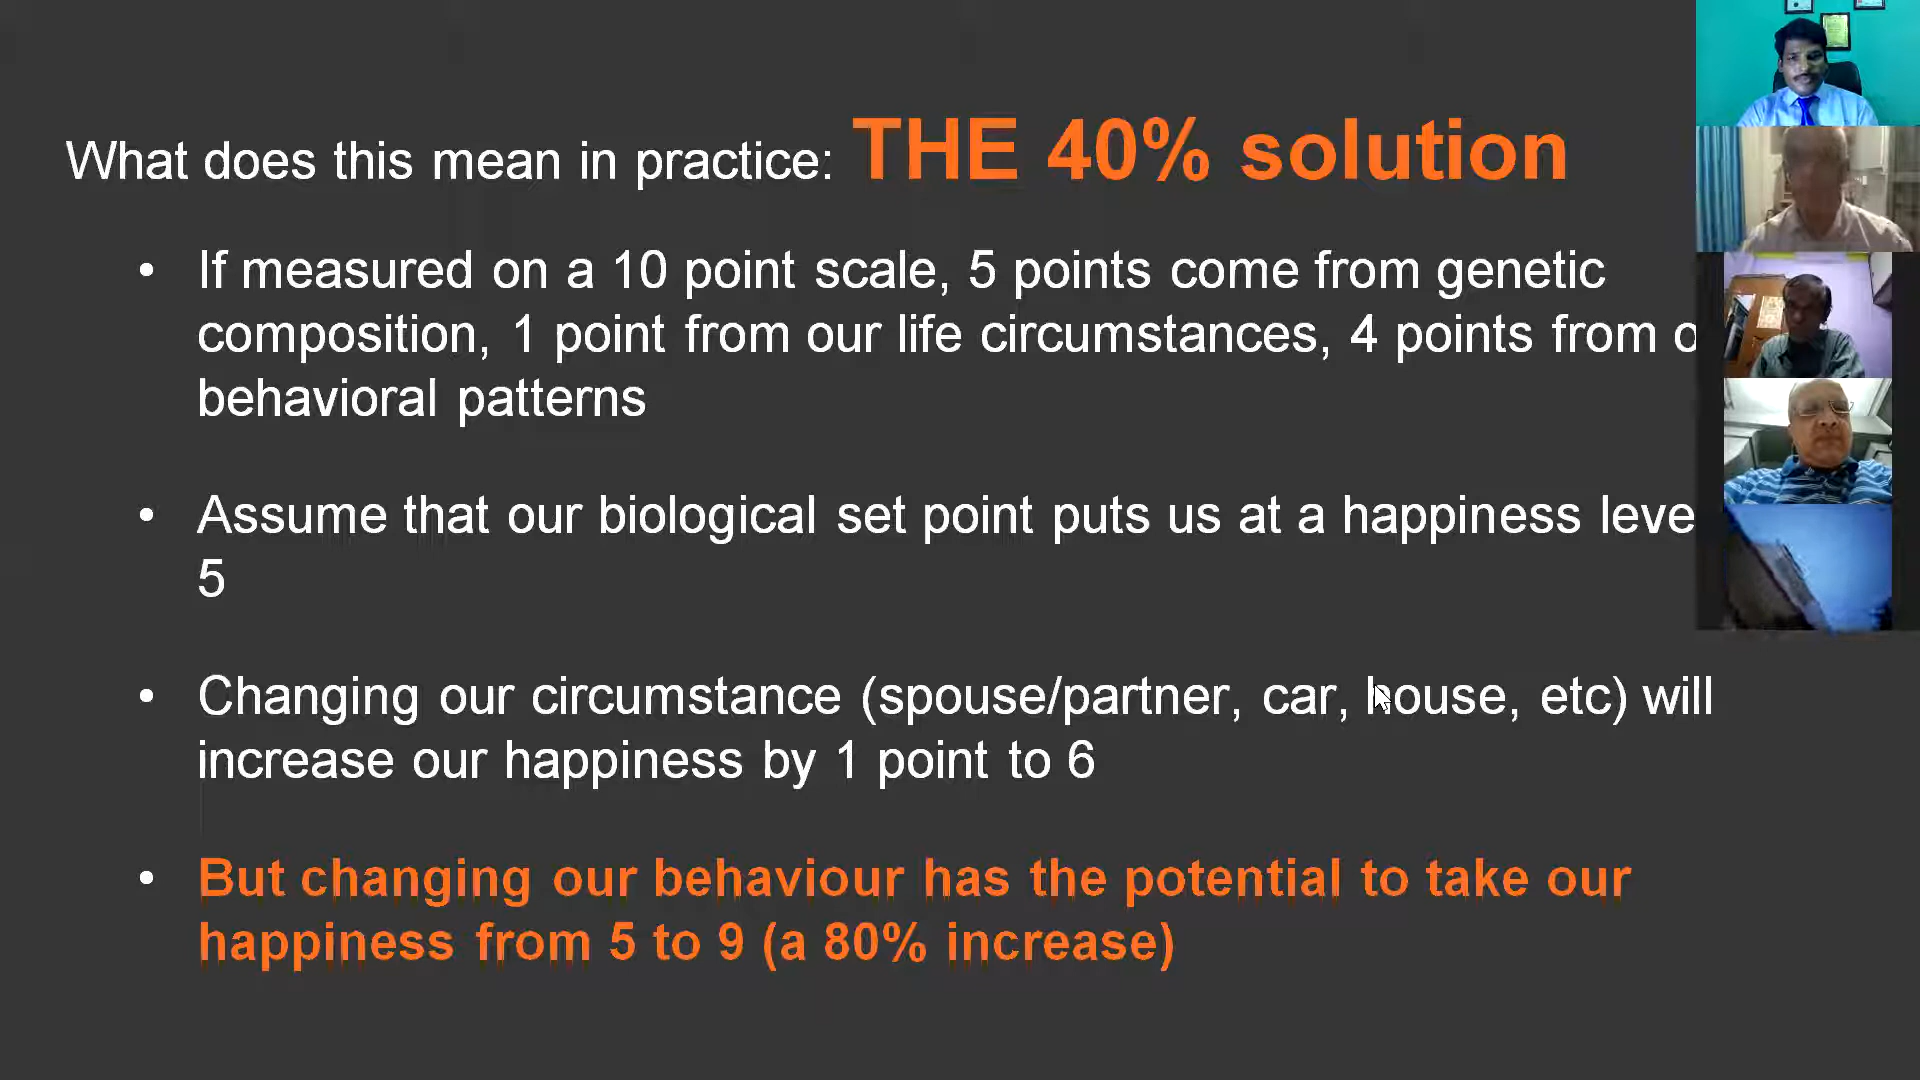 What does this mean in practice: THE 40% solution
• If measured on a 10 point scale, 5 points come from genetic
composition, 1 point from our life circumstances, 4 points from o
behavioral patterns
• Assume that our biological set point puts us at a happiness leve
5
• Changing our circumstance (spouse/partner, car, house, etc) will
increase our happiness by 1 point to 6
• But changing our behaviour has the potential to take our
happiness from 5 to 9 (a 80% increase)